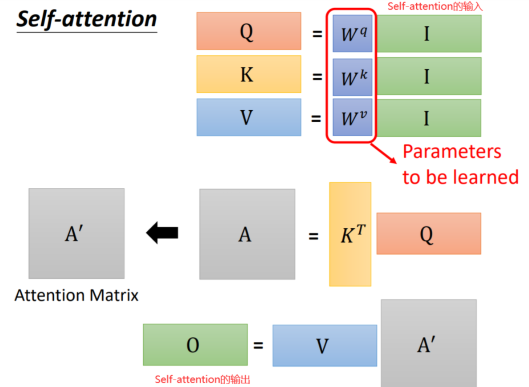 Self-attention
Self-attention的输入
Q = W^q I
K = W^k I
V = W^v I
Parameters
to be learned
A′ A = K^T Q
Attention Matrix
O = V A′
Self-attention的输出